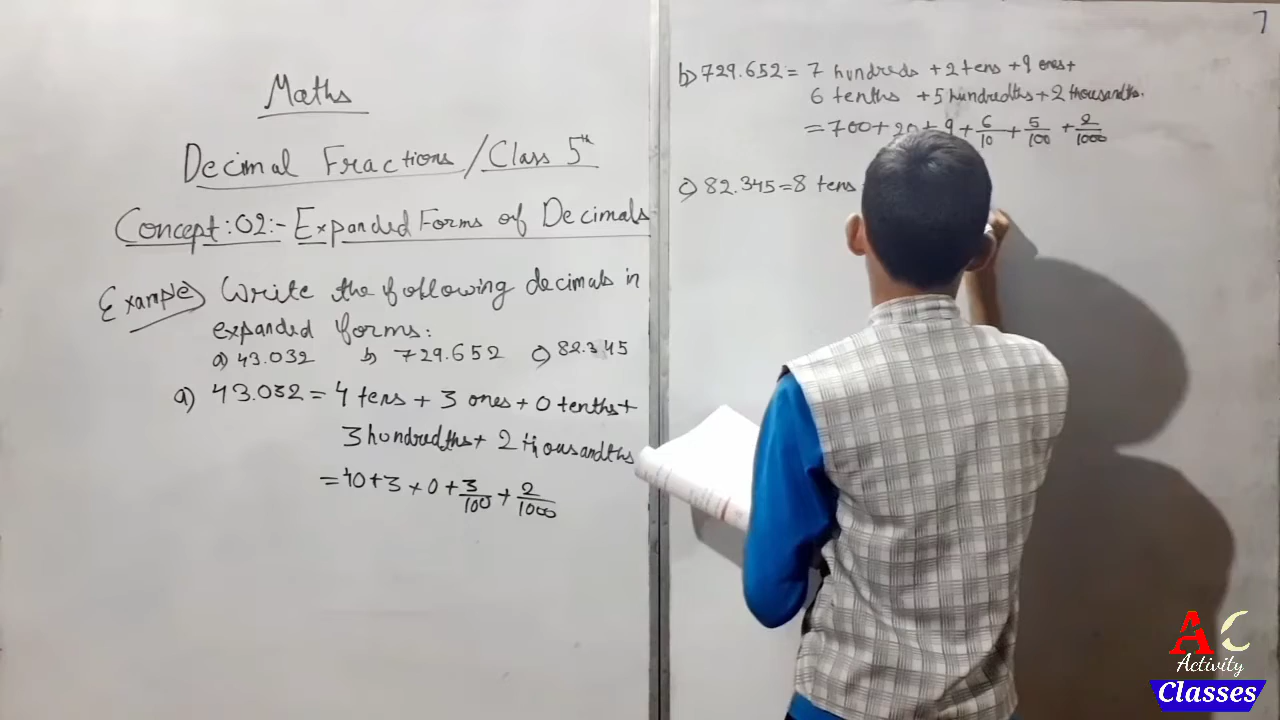 Maths
Decimal Fractions / Class 5th
Concept:02:- Expanded Forms of Decimals
Example) Write the following decimals in
expanded forms:
a) 43.032 b) 729.652 c) 82.345
a) 43.032 = 4 tens + 3 ones + 0 tenths +
3 hundredths + 2 thousandths
= 40 + 3 + 0 + 3/100 + 2/1000
7
b) 729.652 = 7 hundreds + 2 tens + 9 ones +
6 tenths + 5 hundredths + 2 thousandths.
= 700 + 20 + 9 + 6/10 + 5/100 + 2/1000
c) 82.345 = 8 tens
AC
Activity
Classes